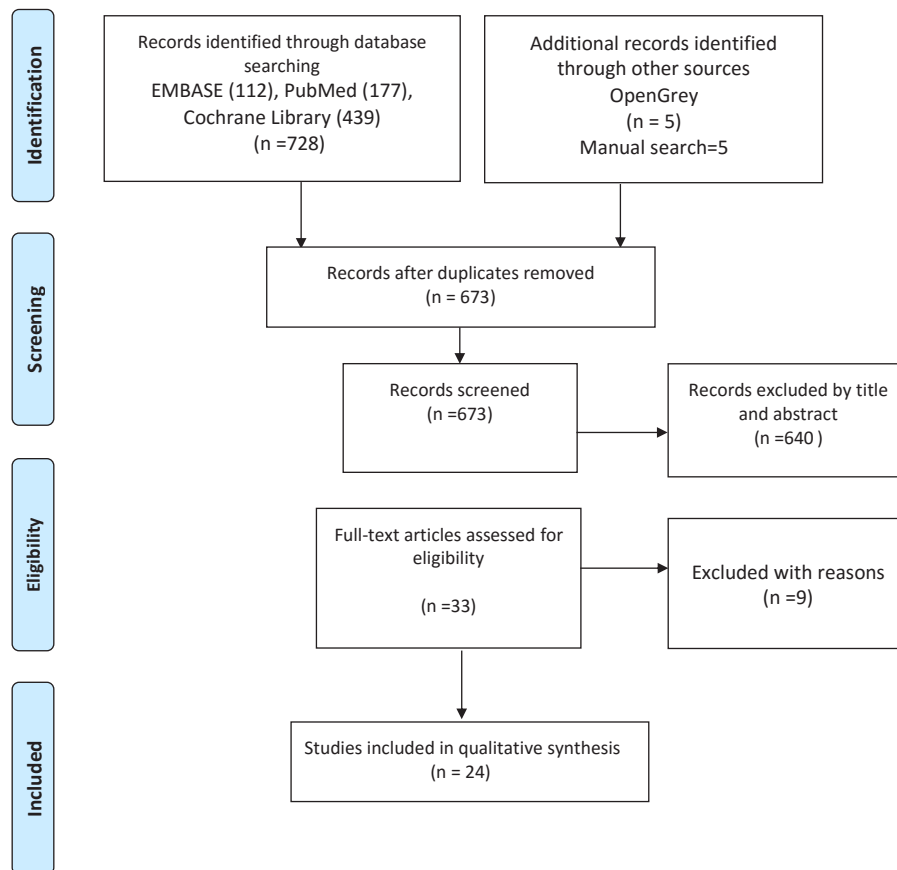 Identification
Records identified through database
searching
EMBASE (112), PubMed (177),
Cochrane Library (439)
(n =728)
Additional records identified
through other sources
OpenGrey
(n = 5)
Manual search=5
Screening
Records after duplicates removed
(n = 673)
Records screened
(n =673)
Records excluded by title
and abstract
(n =640 )
Eligibility
Full-text articles assessed for
eligibility
(n =33)
Excluded with reasons
(n =9)
Included
Studies included in qualitative synthesis
(n = 24)